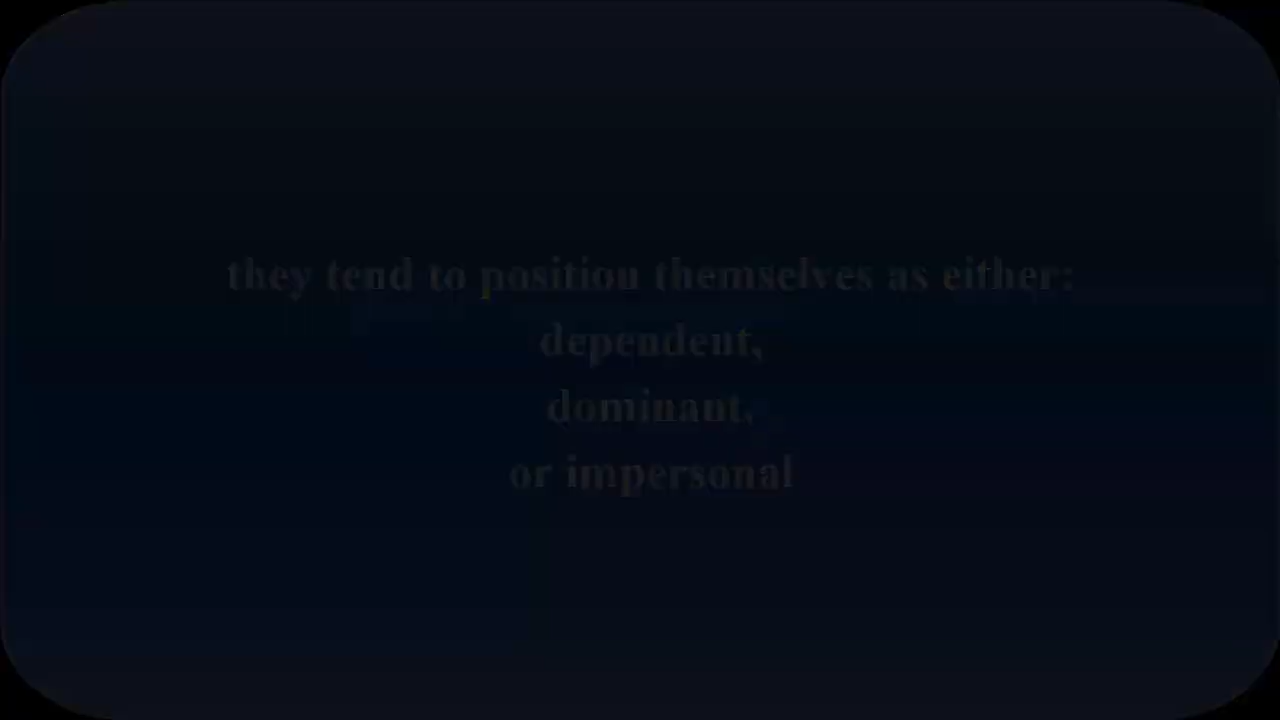 they tend to position themselves as either:
dependent,
dominant,
or impersonal